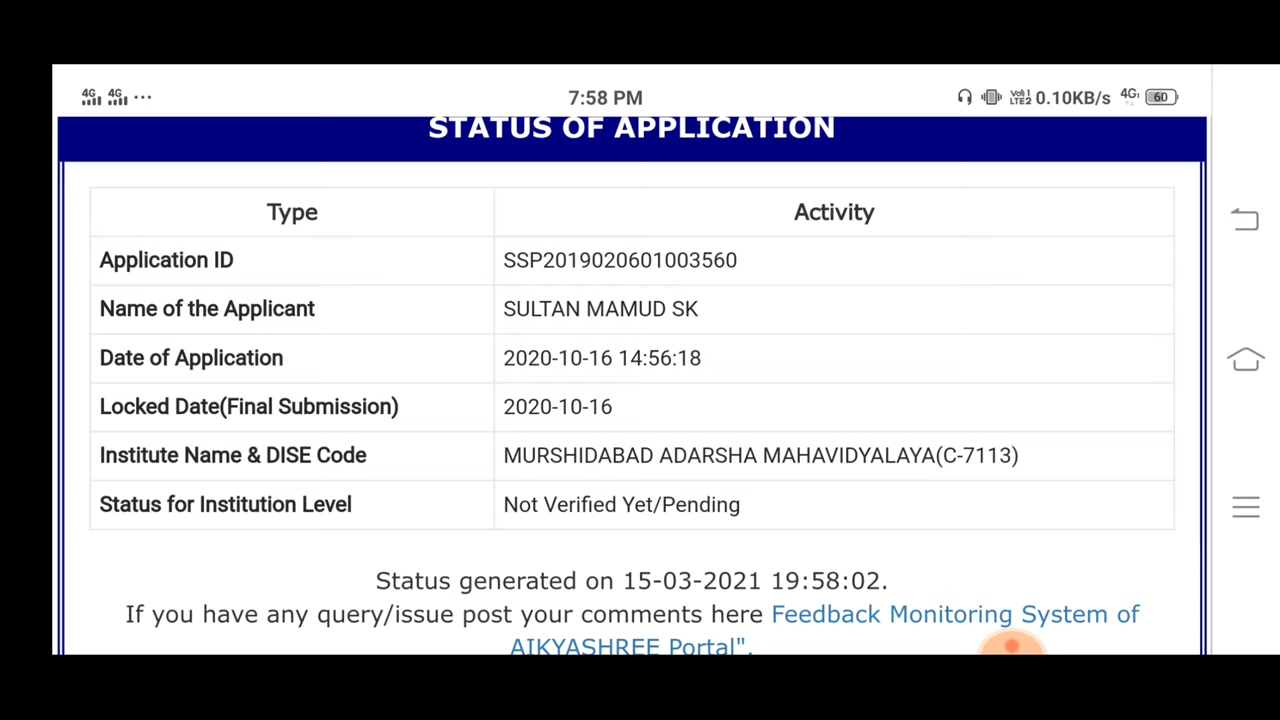 4G 4G ... 7:58 PM 0.10KB/s 4G 60
STATUS OF APPLICATION
Type Activity
Application ID SSP2019020601003560
Name of the Applicant SULTAN MAMUD SK
Date of Application 2020-10-16 14:56:18
Locked Date(Final Submission) 2020-10-16
Institute Name & DISE Code MURSHIDABAD ADARSHA MAHAVIDYALAYA(C-7113)
Status for Institution Level Not Verified Yet/Pending
Status generated on 15-03-2021 19:58:02.
If you have any query/issue post your comments here Feedback Monitoring System of
AIKYASHREE Portal".